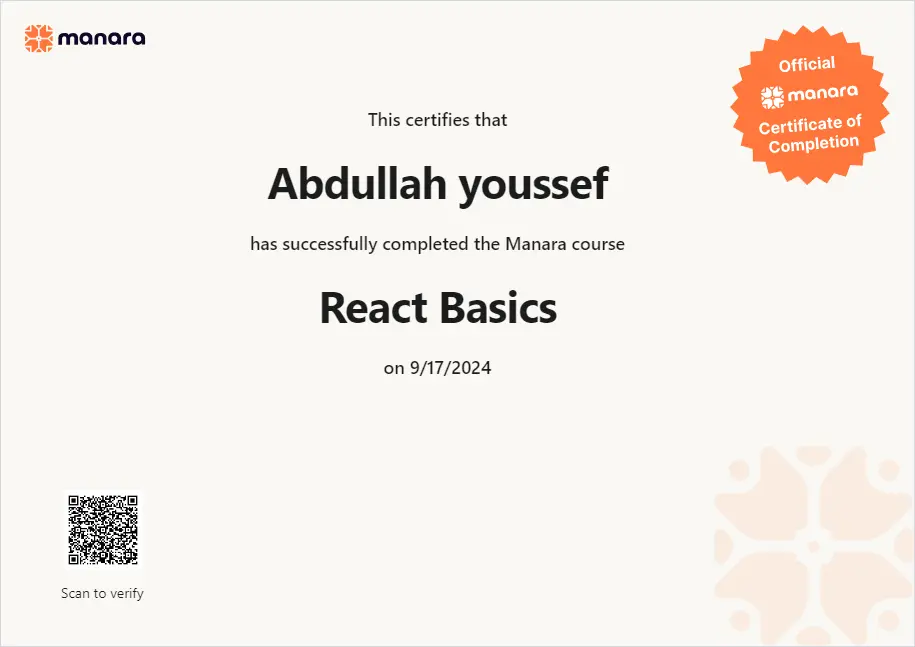 manara
Official
manara
Certificate of
Completion
This certifies that
Abdullah youssef
has successfully completed the Manara course
React Basics
on 9/17/2024
Scan to verify